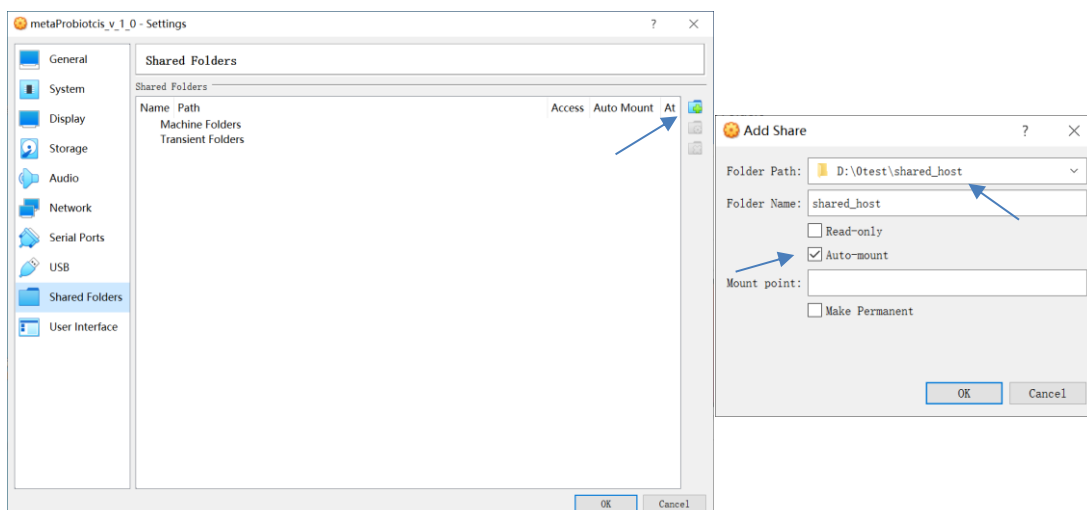 metaProbiotcis_v_1_0 - Settings
?
General
System
Display
Storage
Audio
Network
Serial Ports
USB
Shared Folders
User Interface
Shared Folders
Shared Folders
Name Path Access Auto Mount At
Machine Folders
Transient Folders
OK Cancel
Add Share ?
Folder Path: D:\0test\shared_host
Folder Name: shared_host
Read-only
Auto-mount
Mount point:
Make Permanent
OK Cancel